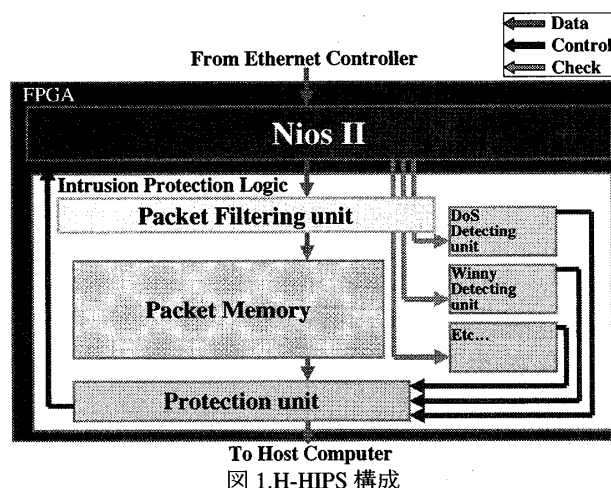 Data
Control
Check
From Ethernet Controller
FPGA
Nios II
Intrusion Protection Logic
Packet Filtering unit
DoS
Detecting
unit
Packet Memory
Winny
Detecting
unit
Etc...
Protection unit
To Host Computer
図 1.H-HIPS 構成